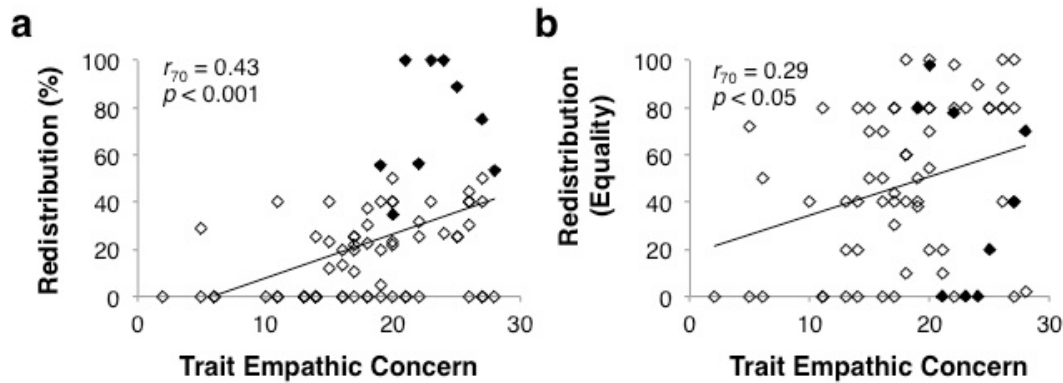 a
r70 = 0.43
p < 0.001
Redistribution (%)
100
80
60
40
20
0
0 10 20 30
Trait Empathic Concern
b
r70 = 0.29
p < 0.05
Redistribution
(Equality)
100
80
60
40
20
0
0 10 20 30
Trait Empathic Concern